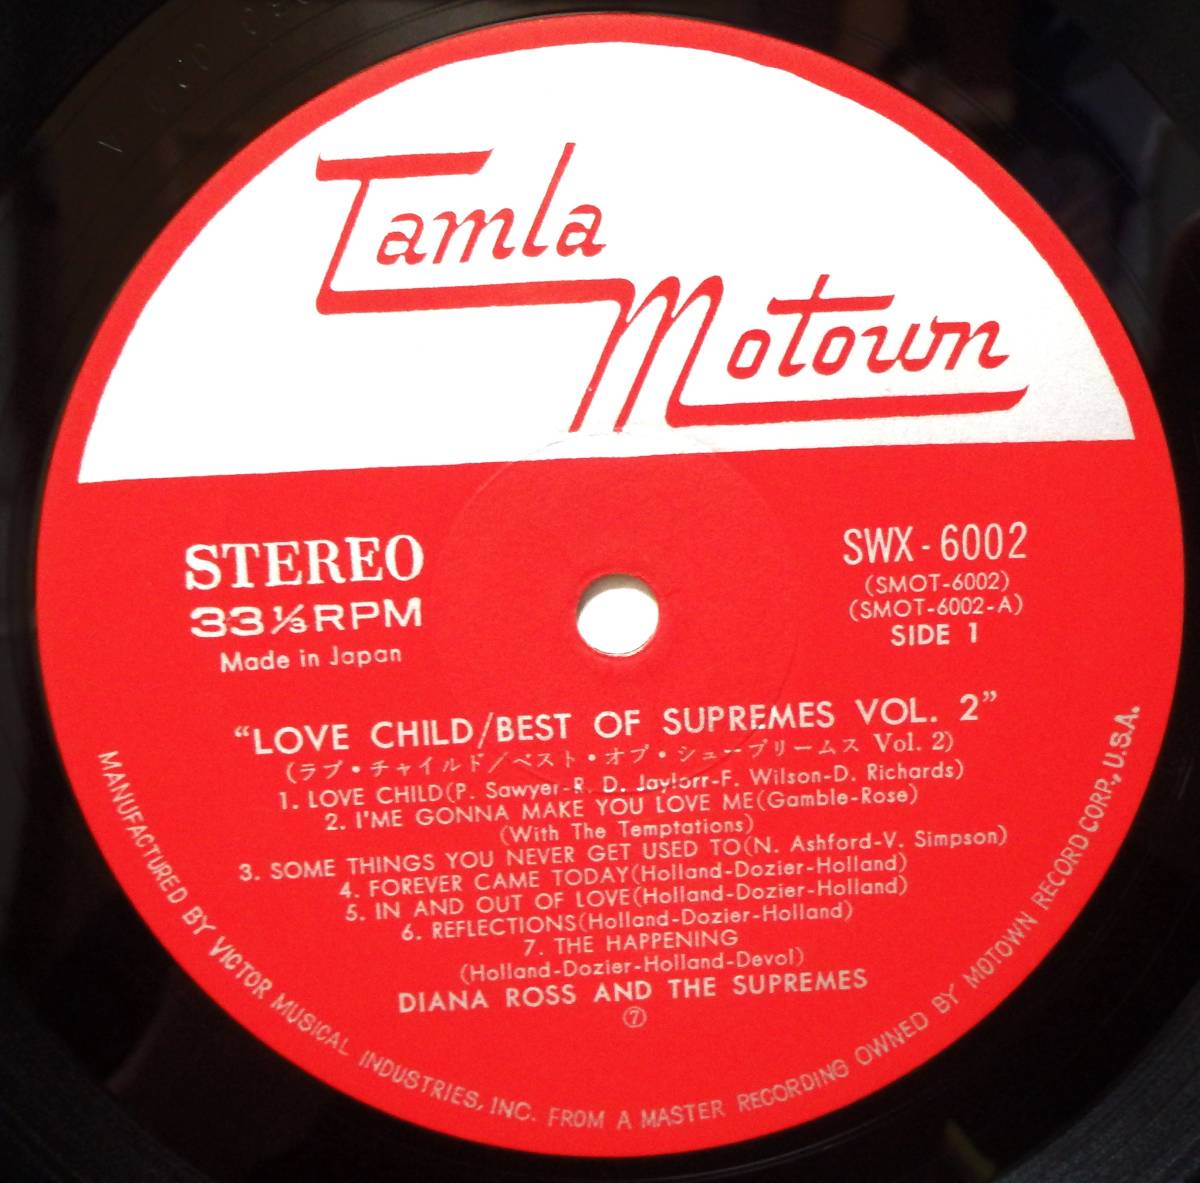 Tamla
Motown
STEREO
33 ⅓ RPM
Made in Japan
SWX-6002
(SMOT-6002)
(SMOT-6002-A)
SIDE 1
"LOVE CHILD/BEST OF SUPREMES VOL. 2"
(ラブ・チャイルド/ベスト・オブ・シュープリームス Vol. 2)
1. LOVE CHILD(P. Sawyer-R. D. Jaylorr-F. Wilson-D. Richards)
2. I'ME GONNA MAKE YOU LOVE ME(Gamble-Rose)
(With The Temptations)
3. SOME THINGS YOU NEVER GET USED TO(N. Ashford-V. Simpson)
4. FOREVER CAME TODAY(Holland-Dozier-Holland)
5. IN AND OUT OF LOVE(Holland-Dozier-Holland)
6. REFLECTIONS(Holland-Dozier-Holland)
7. THE HAPPENING
(Holland-Dozier-Holland-Devol)
DIANA ROSS AND THE SUPREMES
⑦
MANUFACTURED BY VICTOR MUSICAL INDUSTRIES, INC. FROM A MASTER RECORDING OWNED BY MOTOWN RECORD CORP., U.S.A.